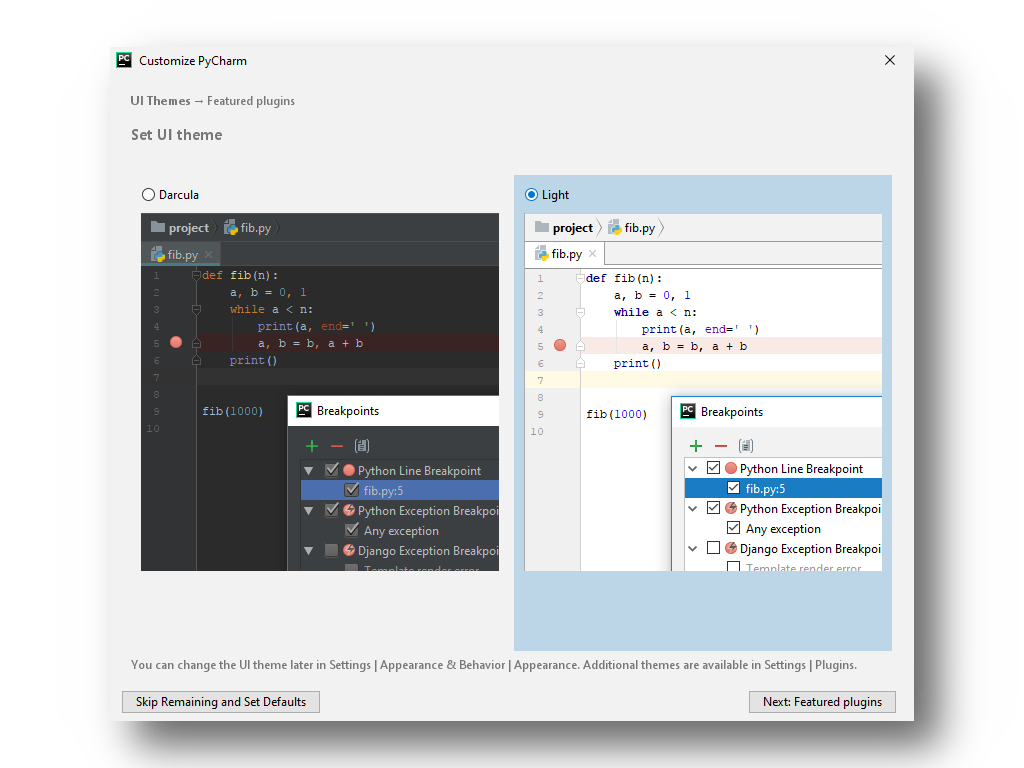 PC Customize PyCharm
UI Themes → Featured plugins
Set UI theme
Darcula
project fib.py
fib.py
1 def fib(n):
2 a, b = 0, 1
3 while a < n:
4 print(a, end=' ')
5 a, b = b, a + b
6 print()
7
8
9 fib(1000)
10
PC Breakpoints
Python Line Breakpoint
fib.py:5
Python Exception Breakpoi
Any exception
Django Exception Breakpoi
Template render error
Light
project fib.py
fib.py
1 def fib(n):
2 a, b = 0, 1
3 while a < n:
4 print(a, end=' ')
5 a, b = b, a + b
6 print()
7
8
9 fib(1000)
10
PC Breakpoints
Python Line Breakpoint
fib.py:5
Python Exception Breakpoi
Any exception
Django Exception Breakpoi
Template render error
You can change the UI theme later in Settings | Appearance & Behavior | Appearance. Additional themes are available in Settings | Plugins.
Skip Remaining and Set Defaults
Next: Featured plugins